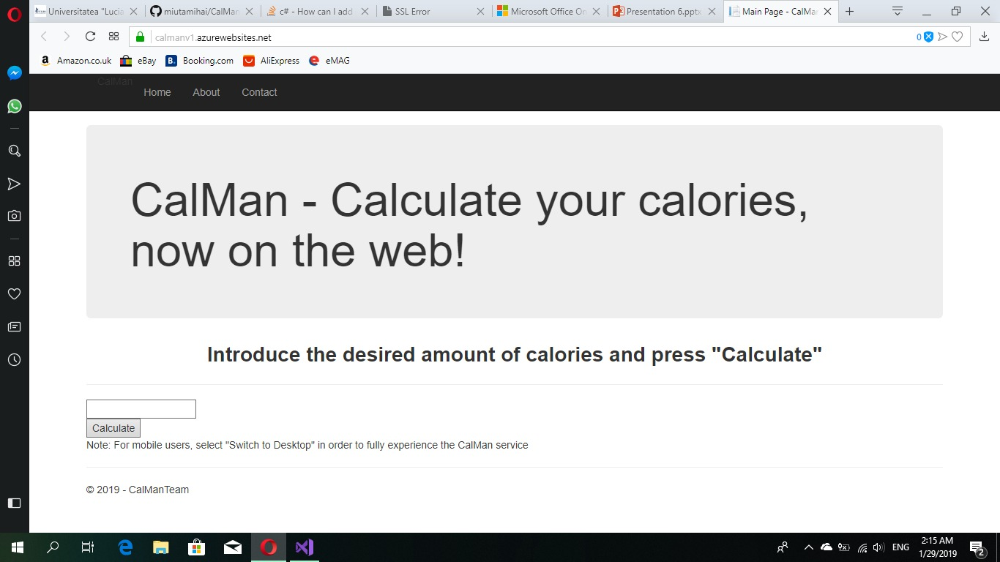 Universitatea "Lucia
miutamihai/CalMan
c# - How can I add
SSL Error
Microsoft Office On
Presentation 6.pptx
Main Page - CalMan
calmanv1.azurewebsites.net
0
Amazon.co.uk
eBay
B.
Booking.com
AliExpress
eMAG
CalMan
Home
About
Contact
CalMan - Calculate your calories,
now on the web!
Introduce the desired amount of calories and press "Calculate"
Calculate
Note: For mobile users, select "Switch to Desktop" in order to fully experience the CalMan service
© 2019 - CalManTeam
ENG
2:15 AM
1/29/2019
2